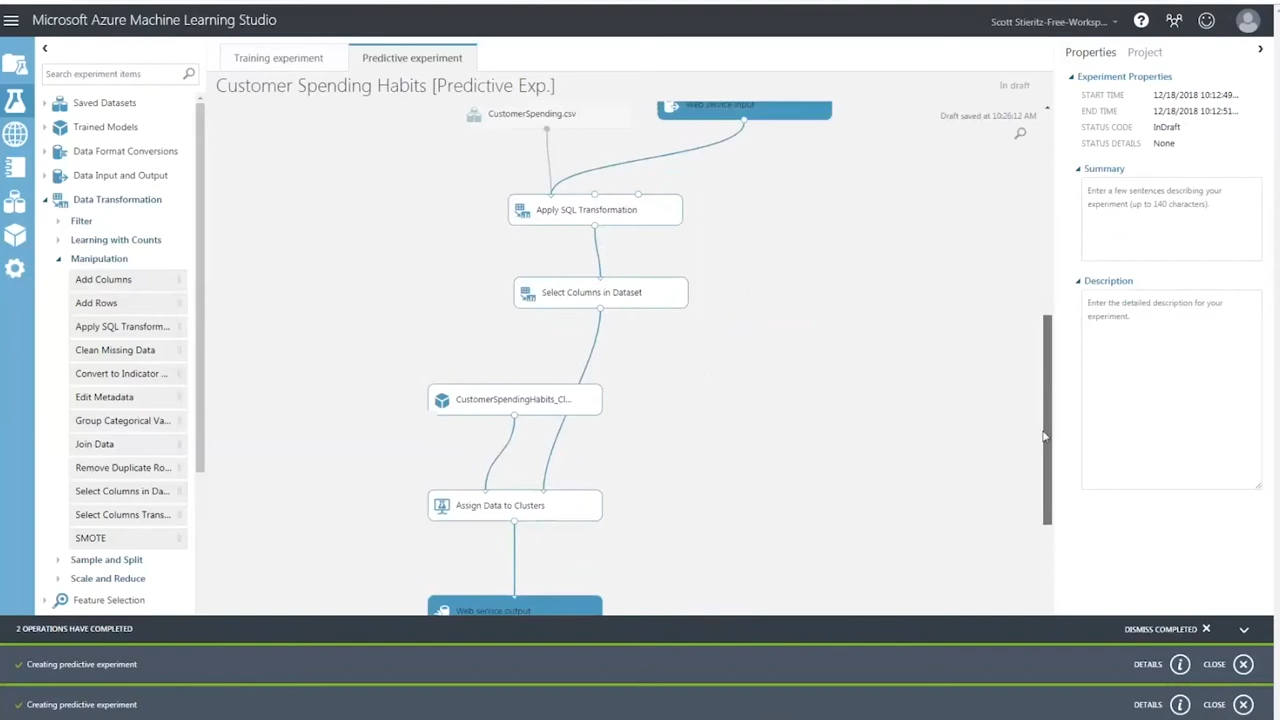 Microsoft Azure Machine Learning Studio
Scott Stieritz-Free-Worksp...
Training experiment
Predictive experiment
Customer Spending Habits [Predictive Exp.]
In draft
Draft saved at 10:26:12 AM
Search experiment items
Saved Datasets
Trained Models
Data Format Conversions
Data Input and Output
Data Transformation
Filter
Learning with Counts
Manipulation
Add Columns
Add Rows
Apply SQL Transform...
Clean Missing Data
Convert to Indicator ...
Edit Metadata
Group Categorical Va...
Join Data
Remove Duplicate Ro...
Select Columns in Da...
Select Columns Trans...
SMOTE
Sample and Split
Scale and Reduce
Feature Selection
CustomerSpending.csv
Web service input
Apply SQL Transformation
Select Columns in Dataset
CustomerSpendingHabits_Cl...
Assign Data to Clusters
Web service output
Properties Project
Experiment Properties
START TIME 12/18/2018 10:12:49...
END TIME 12/18/2018 10:12:51...
STATUS CODE InDraft
STATUS DETAILS None
Summary
Enter a few sentences describing your
experiment (up to 140 characters).
Description
Enter the detailed description for your
experiment.
2 OPERATIONS HAVE COMPLETED
DISMISS COMPLETED
Creating predictive experiment
DETAILS CLOSE
Creating predictive experiment
DETAILS CLOSE